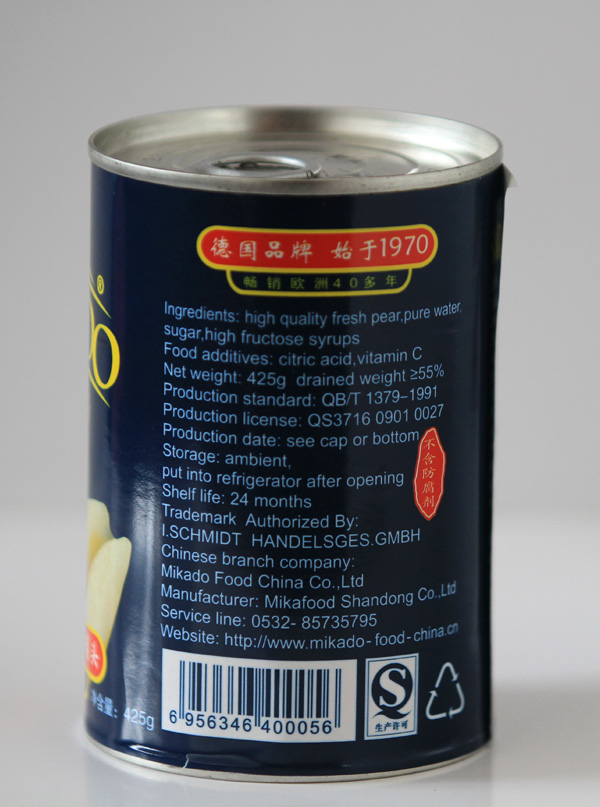 德国品牌 始于1970
畅销欧洲40多年
®
Ingredients: high quality fresh pear,pure water,
sugar,high fructose syrups
Food additives: citric acid,vitamin C
Net weight: 425g drained weight ≥55%
Production standard: QB/T 1379-1991
Production license: QS3716 0901 0027
Production date: see cap or bottom
Storage: ambient,
put into refrigerator after opening
不含防腐剂
Shelf life: 24 months
Trademark Authorized By:
I.SCHMIDT HANDELSGES.GMBH
Chinese branch company:
Mikado Food China Co.,Ltd
Manufacturer: Mikafood Shandong Co.,Ltd
Service line: 0532- 85735795
Website: http://www.mikado-food-china.cn
净含量: 425g
6 956346 400056
生产许可